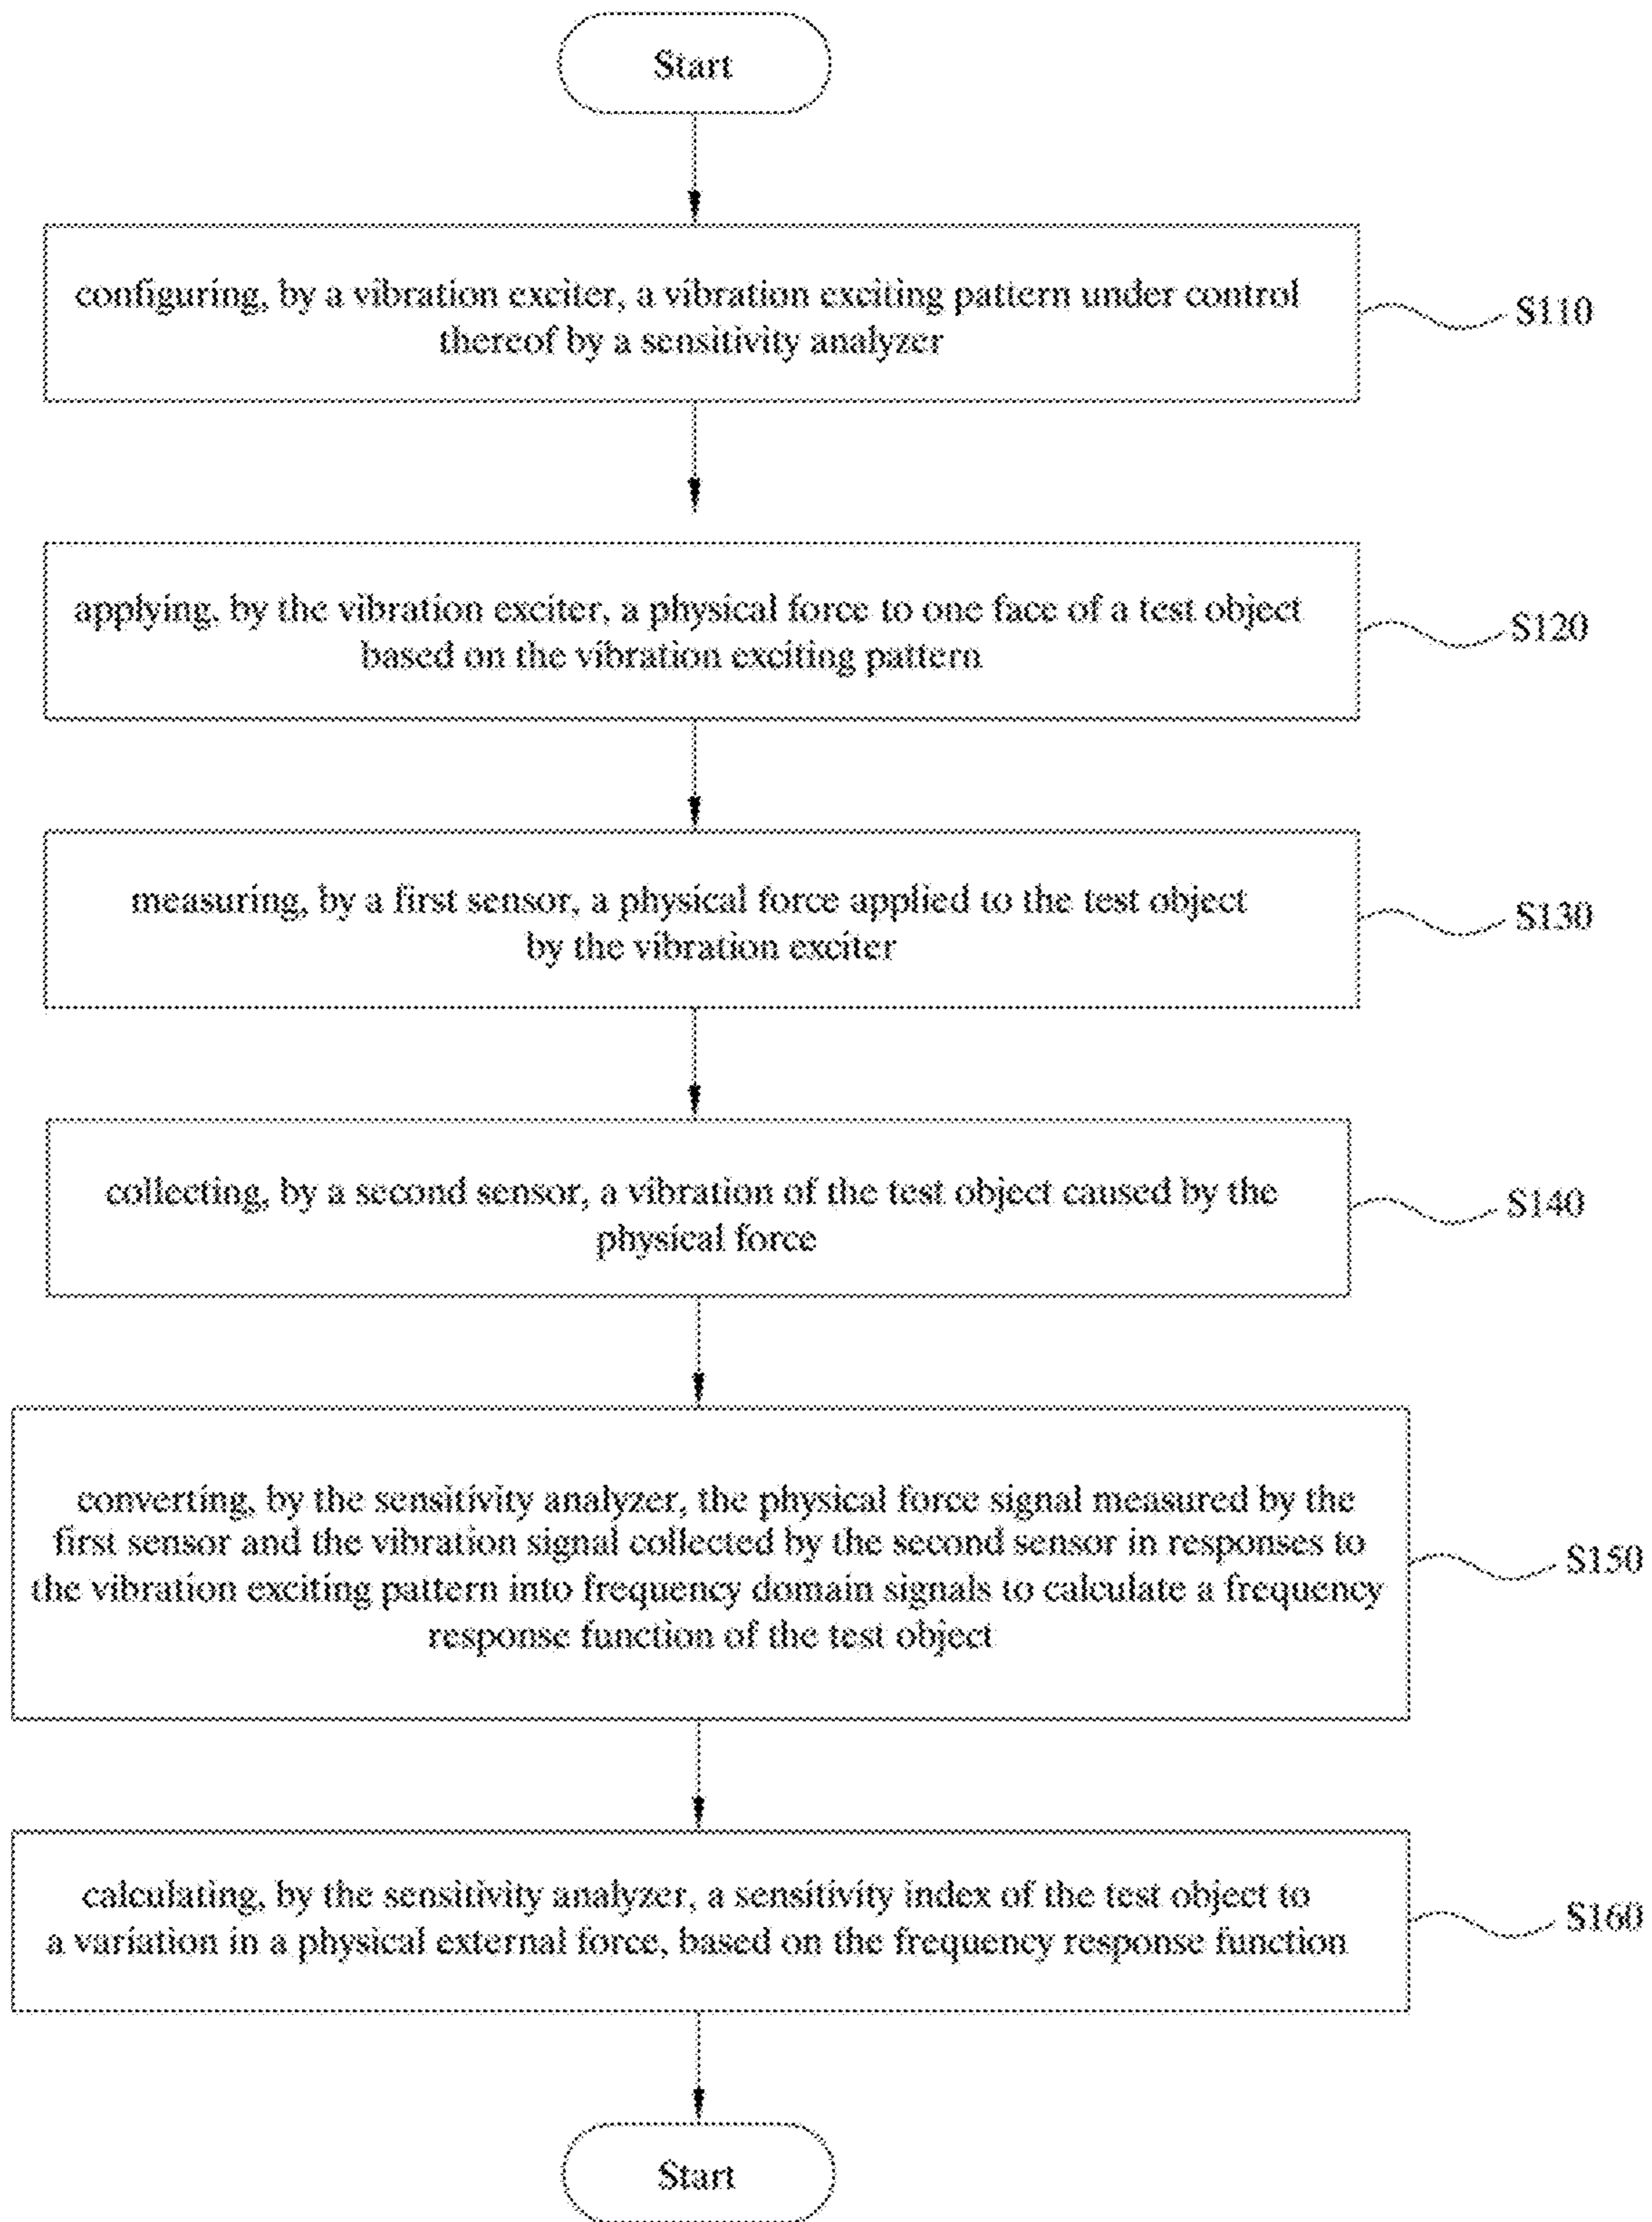 Start
configuring, by a vibration exciter, a vibration exciting pattern under control
thereof by a sensitivity analyzer
S110
applying, by the vibration exciter, a physical force to one face of a test object
based on the vibration exciting pattern
S120
measuring, by a first sensor, a physical force applied to the test object
by the vibration exciter
S130
collecting, by a second sensor, a vibration of the test object caused by the
physical force
S140
converting, by the sensitivity analyzer, the physical force signal measured by the
first sensor and the vibration signal collected by the second sensor in responses to
the vibration exciting pattern into frequency domain signals to calculate a frequency
response function of the test object
S150
calculating, by the sensitivity analyzer, a sensitivity index of the test object to
a variation in a physical external force, based on the frequency response function
S160
Start